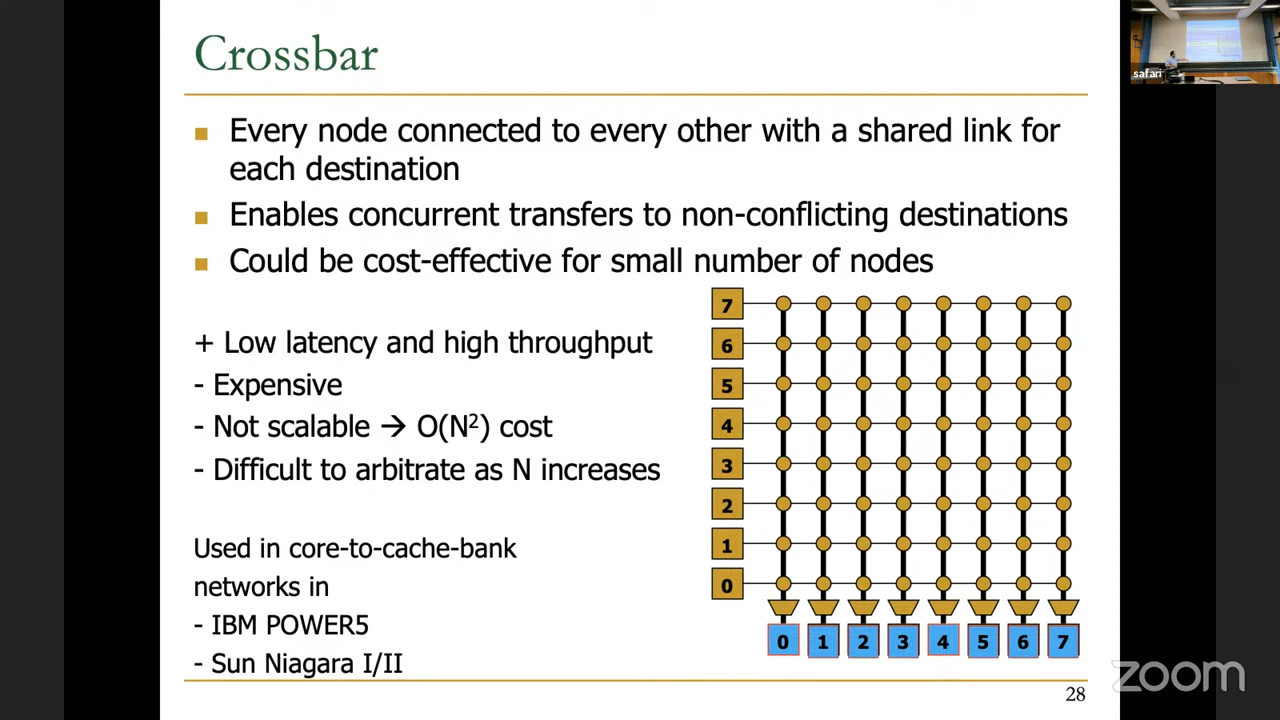 Crossbar
safari
Every node connected to every other with a shared link for
each destination
Enables concurrent transfers to non-conflicting destinations
Could be cost-effective for small number of nodes
+ Low latency and high throughput
- Expensive
- Not scalable → O(N²) cost
- Difficult to arbitrate as N increases
Used in core-to-cache-bank
networks in
- IBM POWER5
- Sun Niagara I/II
7
6
5
4
3
2
1
0
0 1 2 3 4 5 6 7
28
zoom